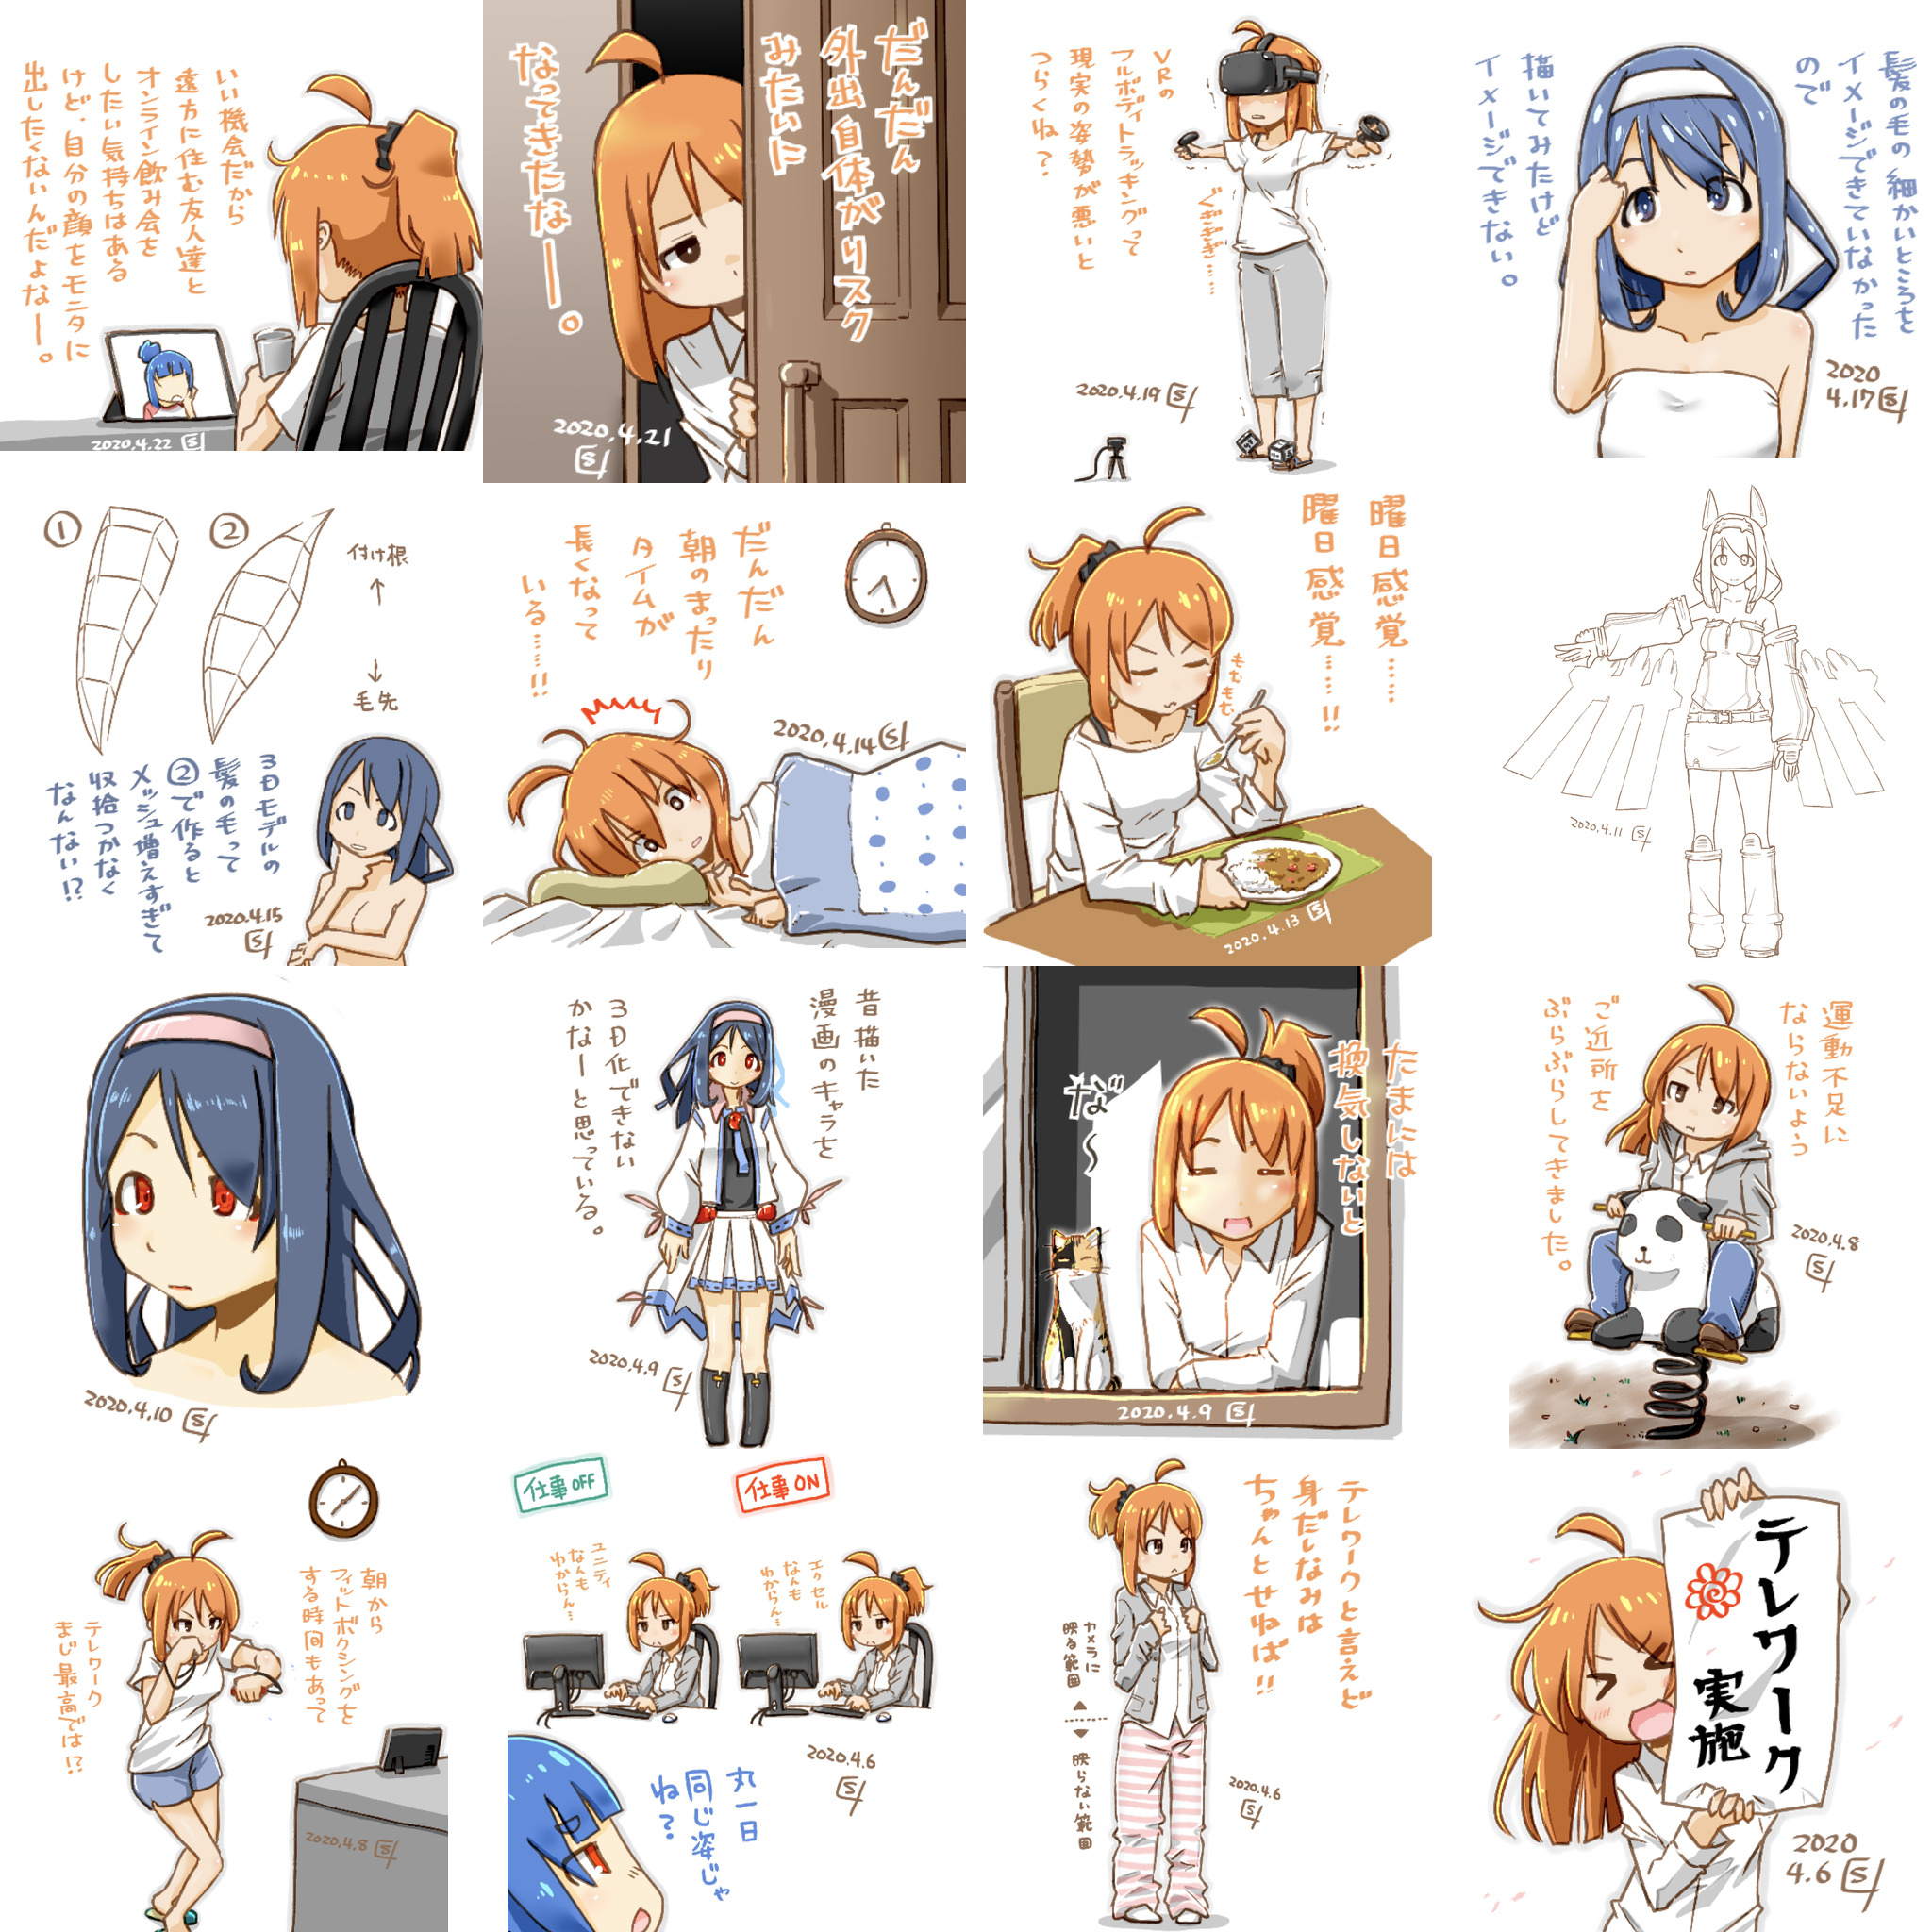 いい機会だから
遠方に住む友人達と
オンライン飲み会を
したい気持ちはある
けど、自分の顔をモニタに
出したくないんだよなー。
2020.4.22
だんだん
外出自体がリスク
みたいに
なってきたなー。
2020.4.21
VRの
フルボディトラッキングって
現実の姿勢が悪いと
つらくね?
ぐぎぎぎ……
2020.4.19
髪の毛の細かいところを
イメージできていなかった
ので
描いてみたけど
イメージできない。
2020
4.17
①
②
付け根
↑
↓
毛先
3Dモデルの
髪の毛って
②で作ると
メッシュ増えすぎて
収拾つかなく
なんない!?
2020.4.15
だんだん
朝のまったり
タイムが
長くなって
いる……!!
2020.4.14
曜日感覚……
曜日感覚……!!
もむ
もむ
2020.4.13
2020.4.11
2020.4.10
昔描いた
漫画のキャラを
3D化できない
かなーと思っている。
2020.4.9
たまには
換気しないと
な〜
2020.4.9
運動不足に
ならないよう
ご近所を
ぶらぶらしてきました。
2020.4.8
朝から
フィットボクシングを
する時間もあって
テレワーク
まじ最高では!?
2020.4.8
仕事OFF
仕事ON
ユニティ
なんも
わからん…
エクセル
なんも
わからん…
2020.4.6
丸一日
同じ姿じゃ
ね?
テレワークと言えど
身だしなみは
ちゃんとせねば!!
カメラに
映る範囲
▲
▼
映らない範囲
2020.4.6
テレワーク
実施
2020
4.6